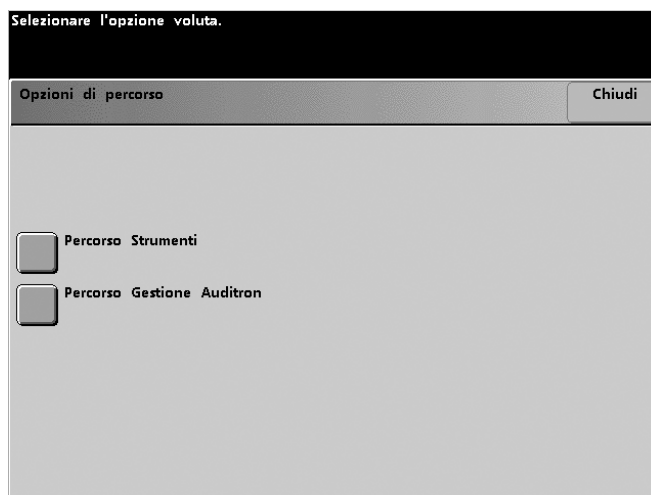 Selezionare l'opzione voluta.
Opzioni di percorso
Chiudi
Percorso Strumenti
Percorso Gestione Auditron